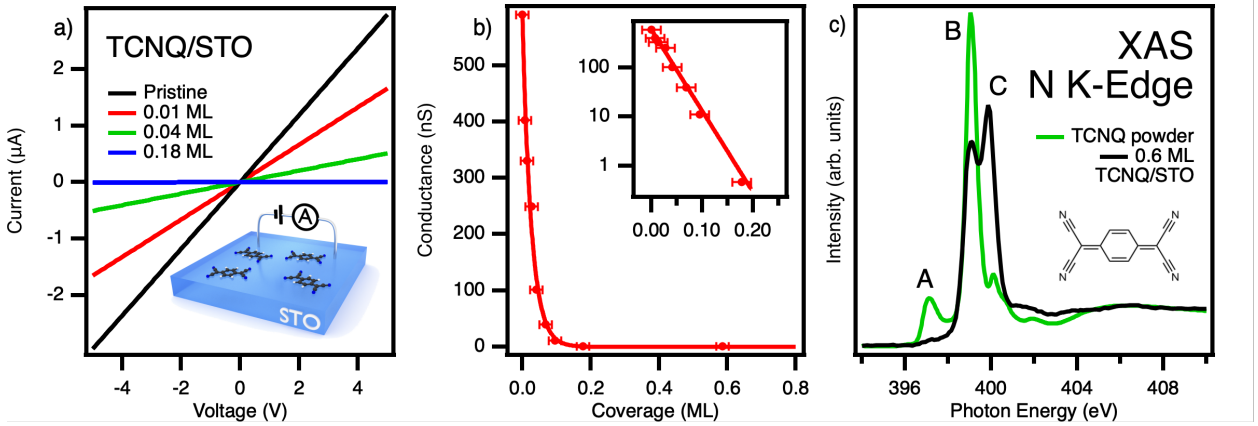 a)
TCNQ/STO
Pristine
0.01 ML
0.04 ML
0.18 ML
A
STO
2
1
0
-1
-2
Current (µA)
-4
-2
0
2
4
Voltage (V)
b)
500
400
300
200
100
0
Conductance (nS)
100
10
1
0.00
0.10
0.20
0.0
0.2
0.4
0.6
0.8
Coverage (ML)
c)
B
XAS
N K-Edge
C
TCNQ powder
0.6 ML
TCNQ/STO
A
N
N
N
N
Intensity (arb. units)
396
400
404
408
Photon Energy (eV)